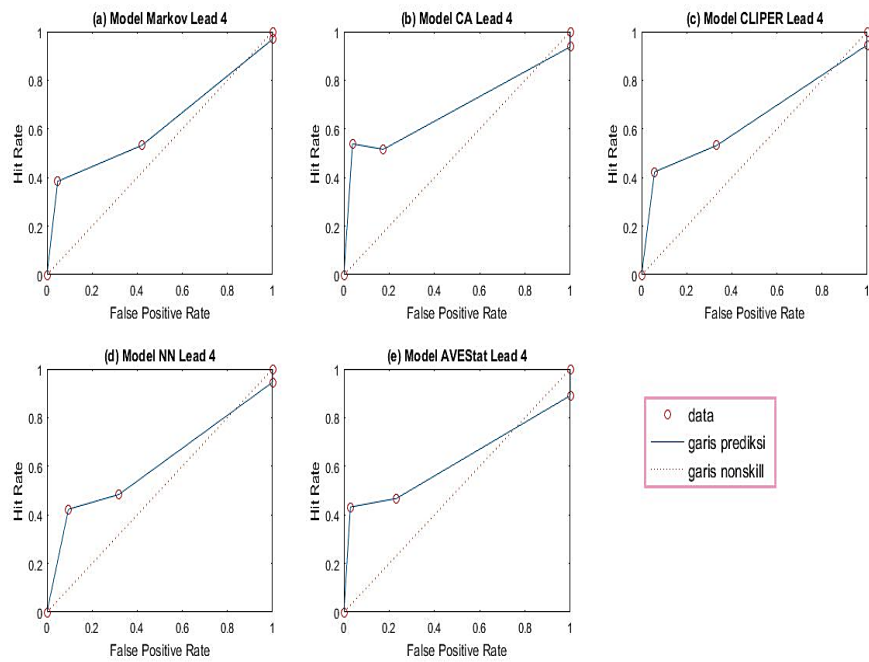 (a) Model Markov Lead 4
Hit Rate
1
0.8
0.6
0.4
0.2
0
0 0.2 0.4 0.6 0.8 1
False Positive Rate
(b) Model CA Lead 4
Hit Rate
1
0.8
0.6
0.4
0.2
0
0 0.2 0.4 0.6 0.8 1
False Positive Rate
(c) Model CLIPER Lead 4
Hit Rate
1
0.8
0.6
0.4
0.2
0
0 0.2 0.4 0.6 0.8 1
False Positive Rate
(d) Model NN Lead 4
Hit Rate
1
0.8
0.6
0.4
0.2
0
0 0.2 0.4 0.6 0.8 1
False Positive Rate
(e) Model AVEStat Lead 4
Hit Rate
1
0.8
0.6
0.4
0.2
0
0 0.2 0.4 0.6 0.8 1
False Positive Rate
data
garis prediksi
garis nonskill